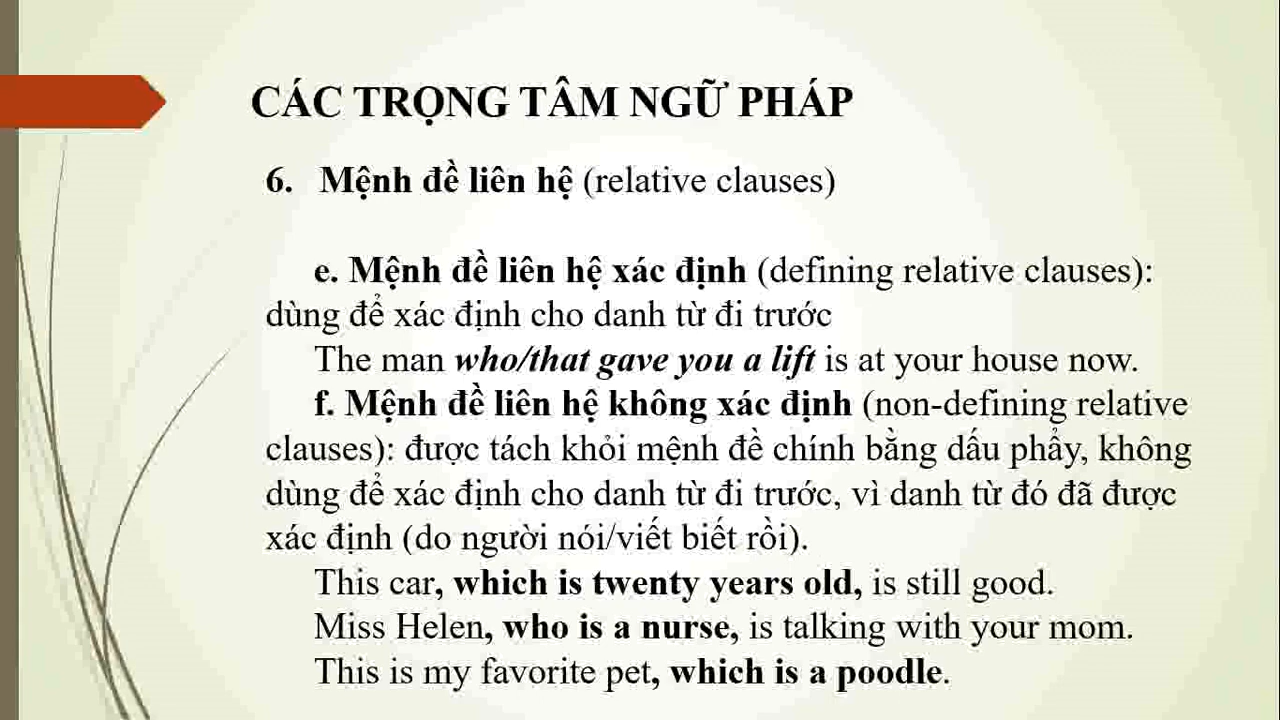 CÁC TRỌNG TÂM NGỮ PHÁP
6. Mệnh đề liên hệ (relative clauses)
e. Mệnh đề liên hệ xác định (defining relative clauses):
dùng để xác định cho danh từ đi trước
The man who/that gave you a lift is at your house now.
f. Mệnh đề liên hệ không xác định (non-defining relative
clauses): được tách khỏi mệnh đề chính bằng dấu phẩy, không
dùng để xác định cho danh từ đi trước, vì danh từ đó đã được
xác định (do người nói/viết biết rồi).
This car, which is twenty years old, is still good.
Miss Helen, who is a nurse, is talking with your mom.
This is my favorite pet, which is a poodle.